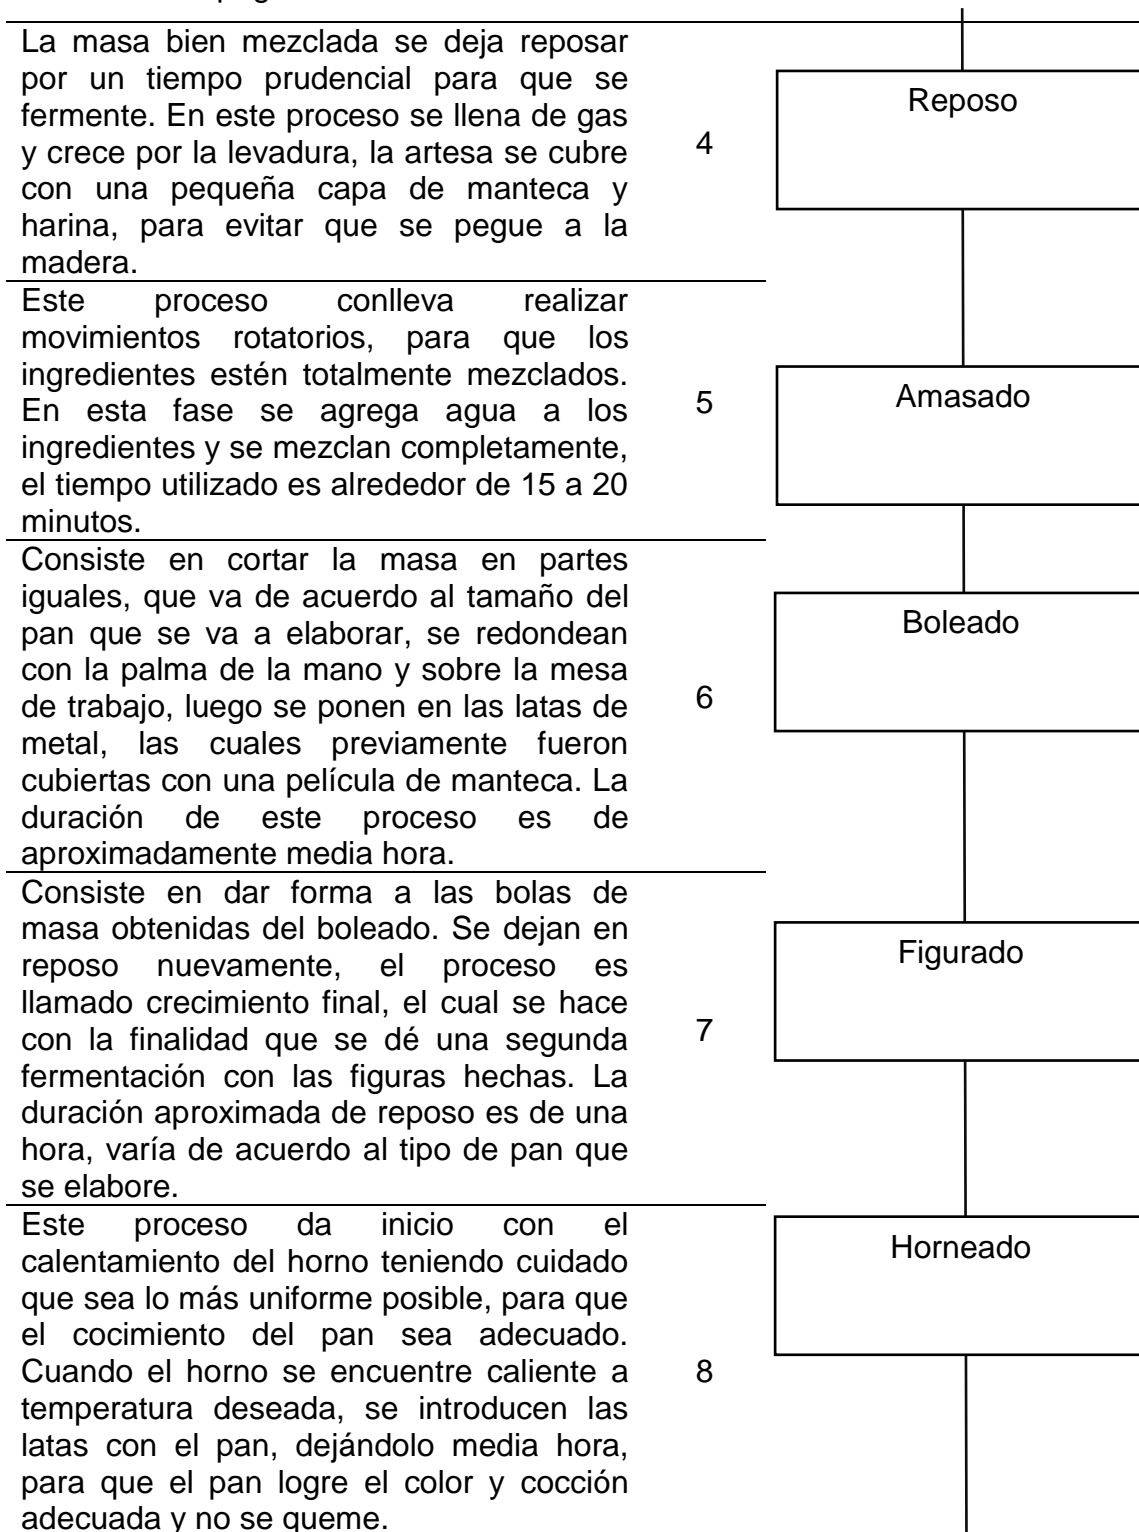 La masa bien mezclada se deja reposar
por un tiempo prudencial para que se
fermente. En este proceso se llena de gas
y crece por la levadura, la artesa se cubre
con una pequeña capa de manteca y
harina, para evitar que se pegue a la
madera.
4
Reposo
Este proceso conlleva realizar
movimientos rotatorios, para que los
ingredientes estén totalmente mezclados.
En esta fase se agrega agua a los
ingredientes y se mezclan completamente,
el tiempo utilizado es alrededor de 15 a 20
minutos.
5
Amasado
Consiste en cortar la masa en partes
iguales, que va de acuerdo al tamaño del
pan que se va a elaborar, se redondean
con la palma de la mano y sobre la mesa
de trabajo, luego se ponen en las latas de
metal, las cuales previamente fueron
cubiertas con una película de manteca. La
duración de este proceso es de
aproximadamente media hora.
6
Boleado
Consiste en dar forma a las bolas de
masa obtenidas del boleado. Se dejan en
reposo nuevamente, el proceso es
llamado crecimiento final, el cual se hace
con la finalidad que se dé una segunda
fermentación con las figuras hechas. La
duración aproximada de reposo es de una
hora, varía de acuerdo al tipo de pan que
se elabore.
7
Figurado
Este proceso da inicio con el
calentamiento del horno teniendo cuidado
que sea lo más uniforme posible, para que
el cocimiento del pan sea adecuado.
Cuando el horno se encuentre caliente a
temperatura deseada, se introducen las
latas con el pan, dejándolo media hora,
para que el pan logre el color y cocción
adecuada y no se queme.
8
Horneado